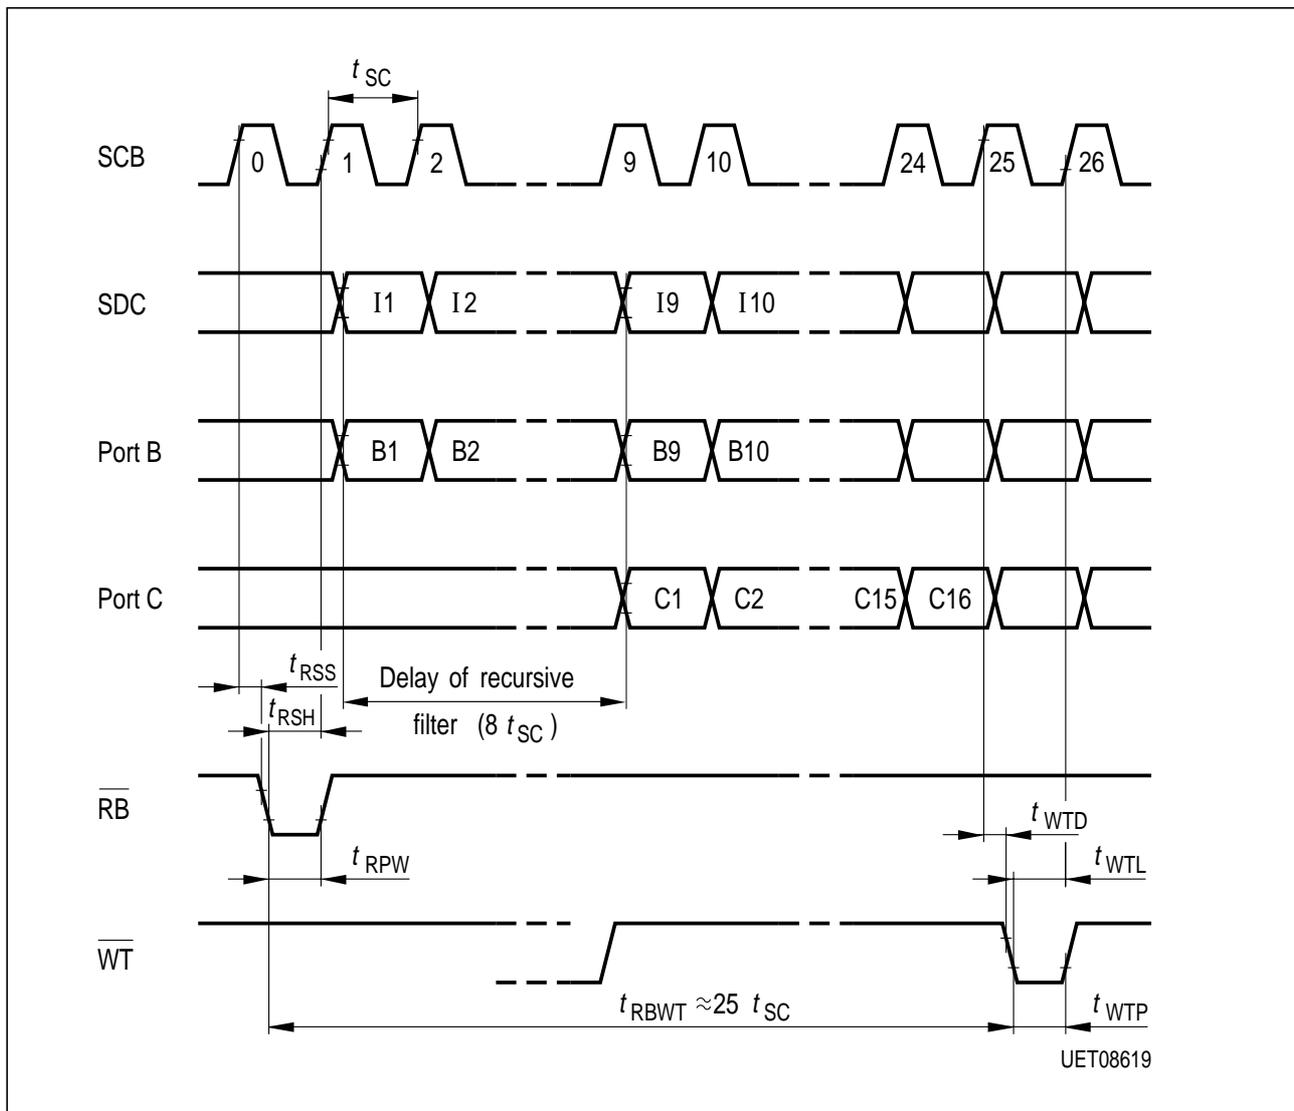 t SC
SCB 0 1 2 9 10 24 25 26
SDC I1 I2 I9 I10
Port B B1 B2 B9 B10
Port C C1 C2 C15 C16
t RSS
Delay of recursive
filter (8 t SC )
t RSH
RB
t WTD
t RPW
t WTL
WT
t RBWT ≈25 t SC
t WTP
UET08619